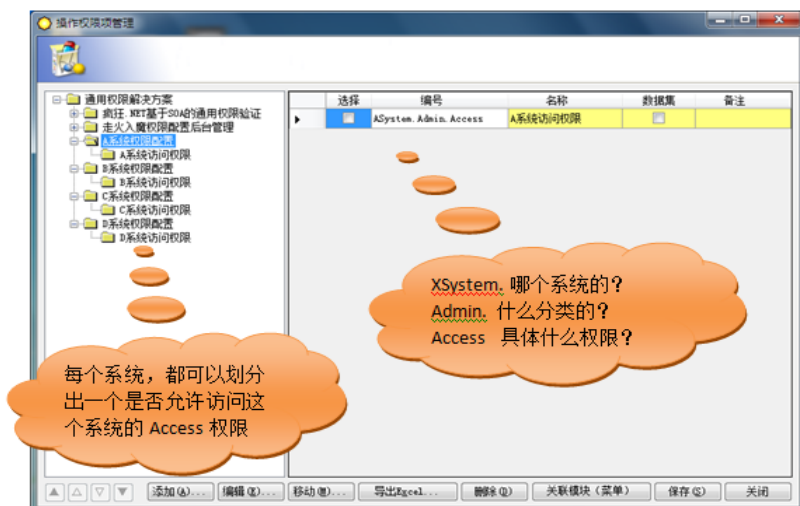 操作权限项管理
通用权限解决方案
疯狂.NET基于SOA的通用权限验证
走火入魔权限配置后台管理
A系统权限配置
A系统访问权限
B系统权限配置
B系统访问权限
C系统权限配置
C系统访问权限
D系统权限配置
D系统访问权限
选择 编号 名称 数据集 备注
ASystem.Admin.Access A系统访问权限
XSystem. 哪个系统的？
Admin. 什么分类的？
Access 具体什么权限？
每个系统，都可以划分
出一个是否允许访问这
个系统的 Access 权限
添加(A)... 编辑(E)... 移动(M)... 导出Excel... 删除(D) 关联模块（菜单） 保存(S) 关闭